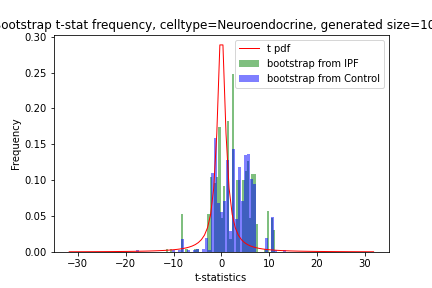 ootstrap t-stat frequency, celltype=Neuroendocrine, generated size=10
0.30
0.25
0.20
0.15
0.10
0.05
0.00
Frequency
t pdf
bootstrap from IPF
bootstrap from Control
−30
−20
−10
0
10
20
30
t-statistics